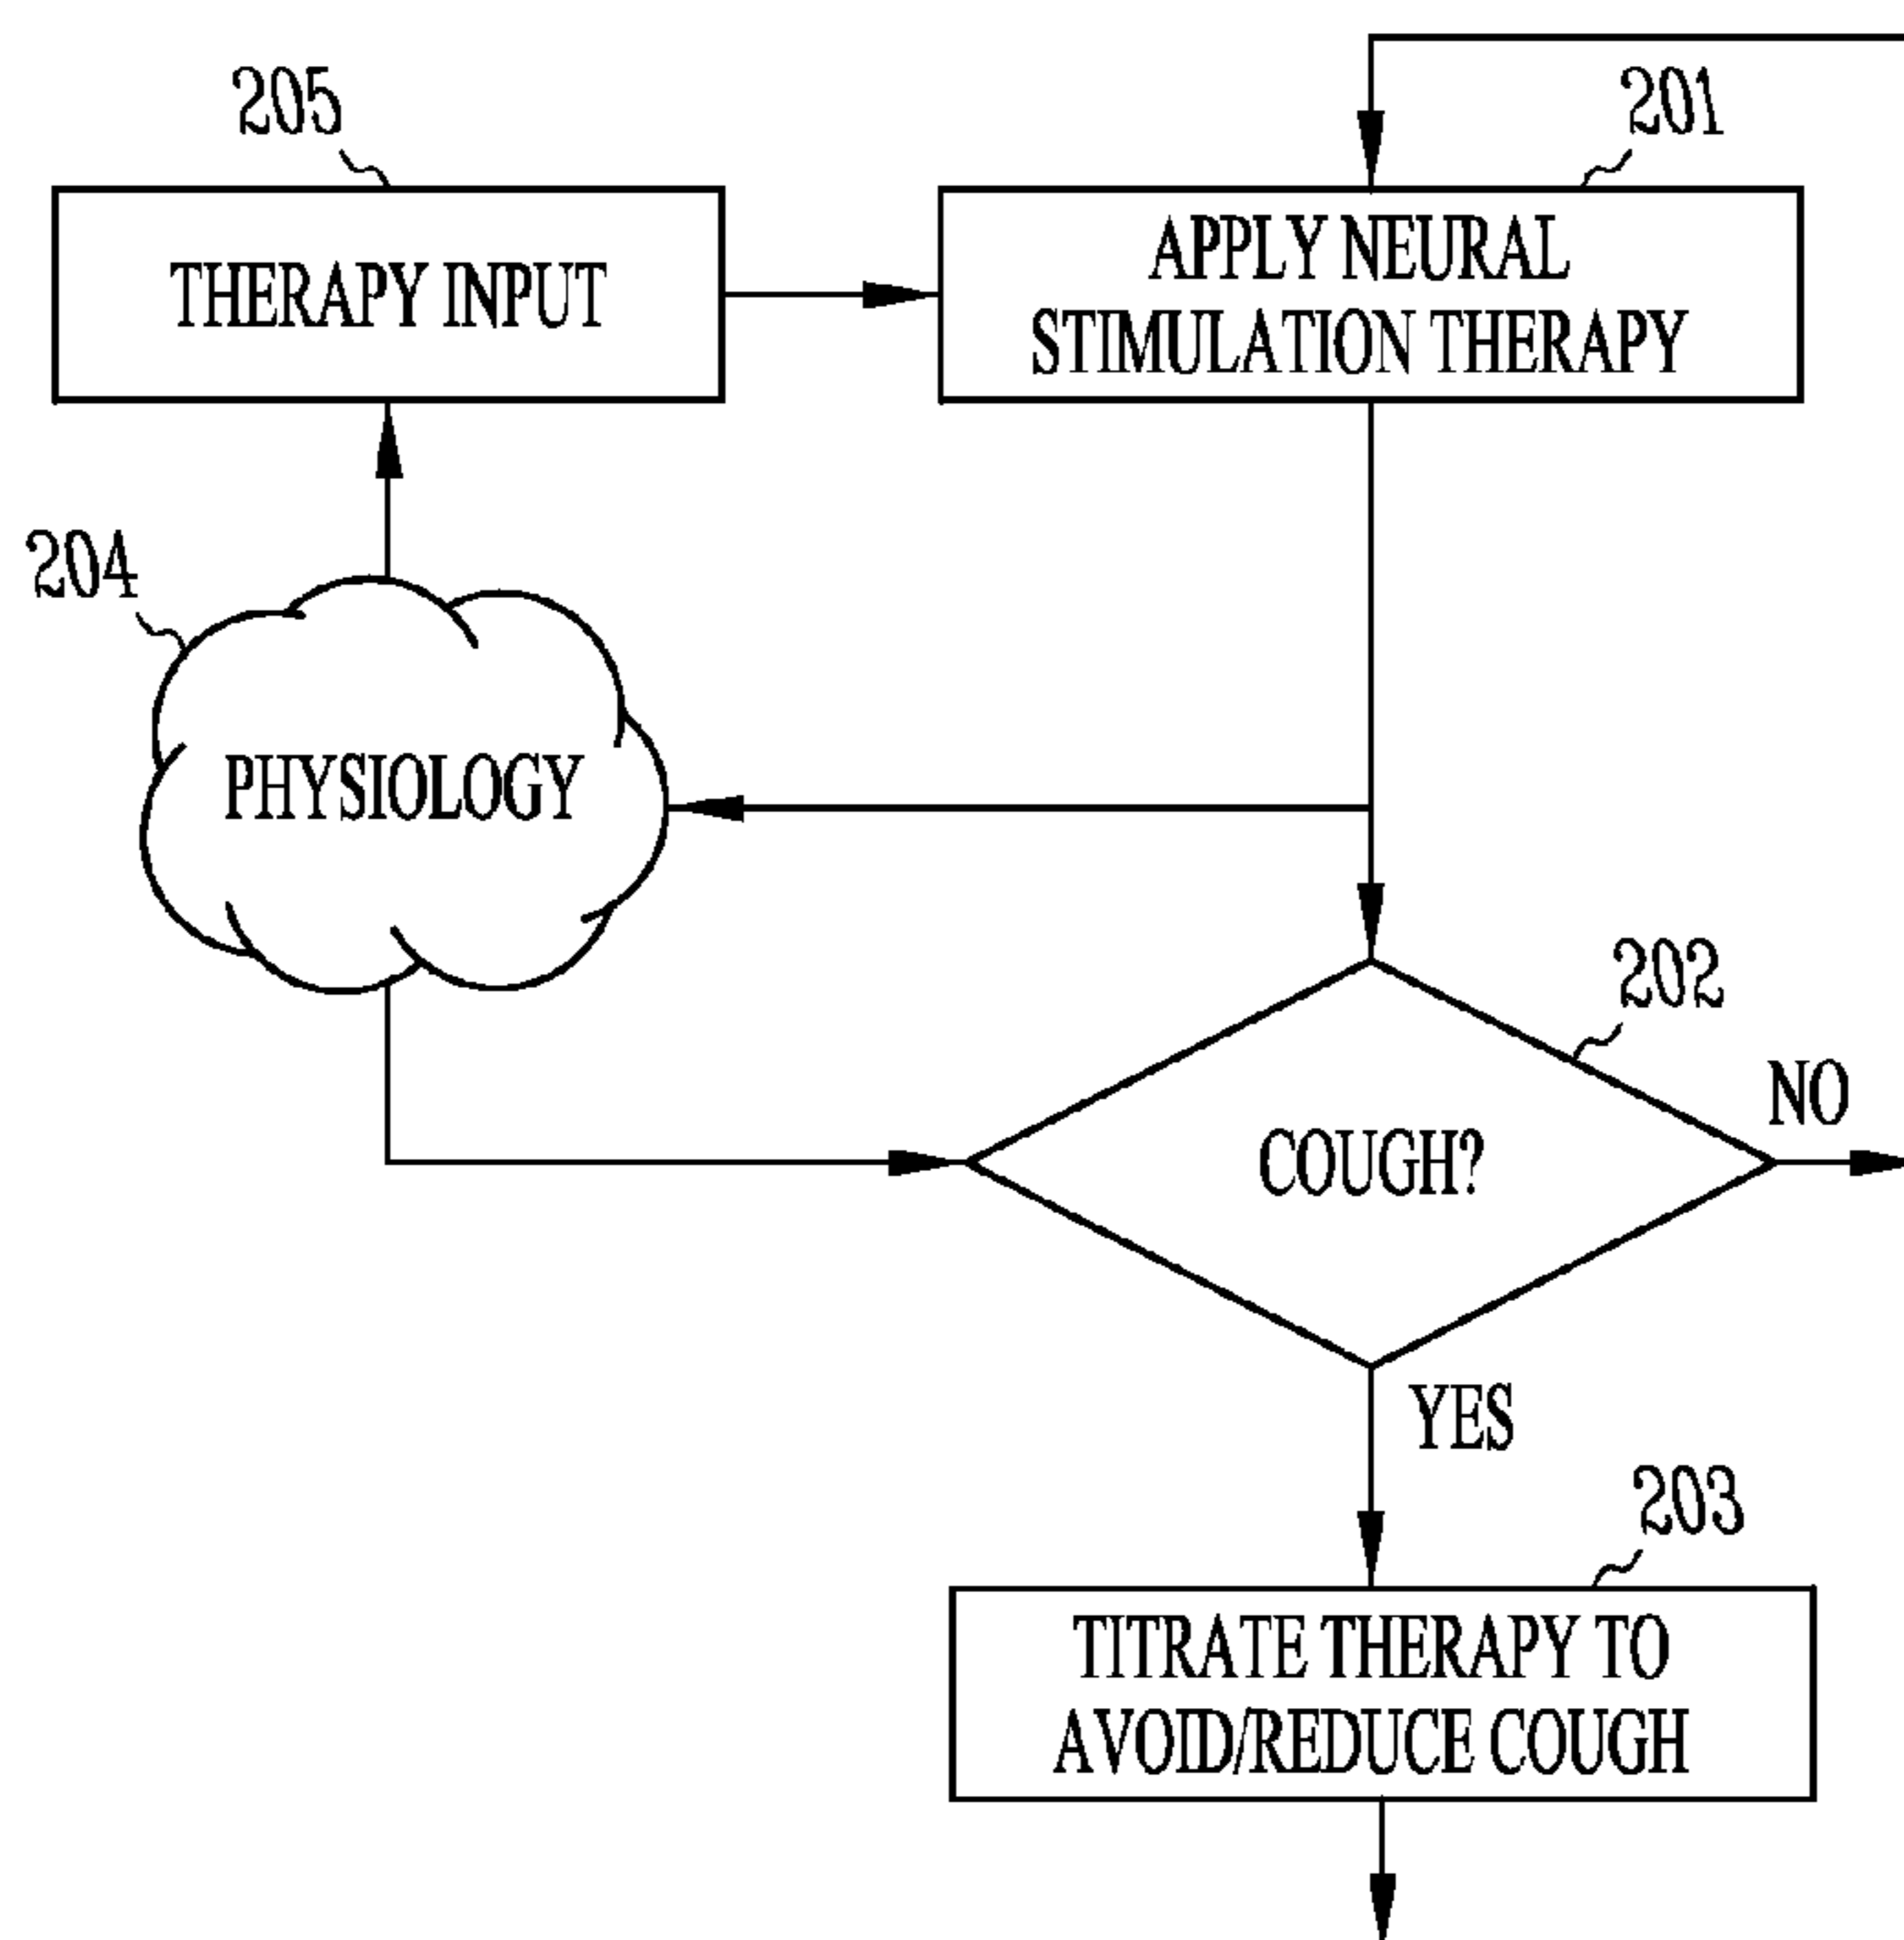 205
201
THERAPY INPUT
APPLY NEURAL
STIMULATION THERAPY
204
PHYSIOLOGY
202
NO
COUGH?
YES
203
TITRATE THERAPY TO
AVOID/REDUCE COUGH